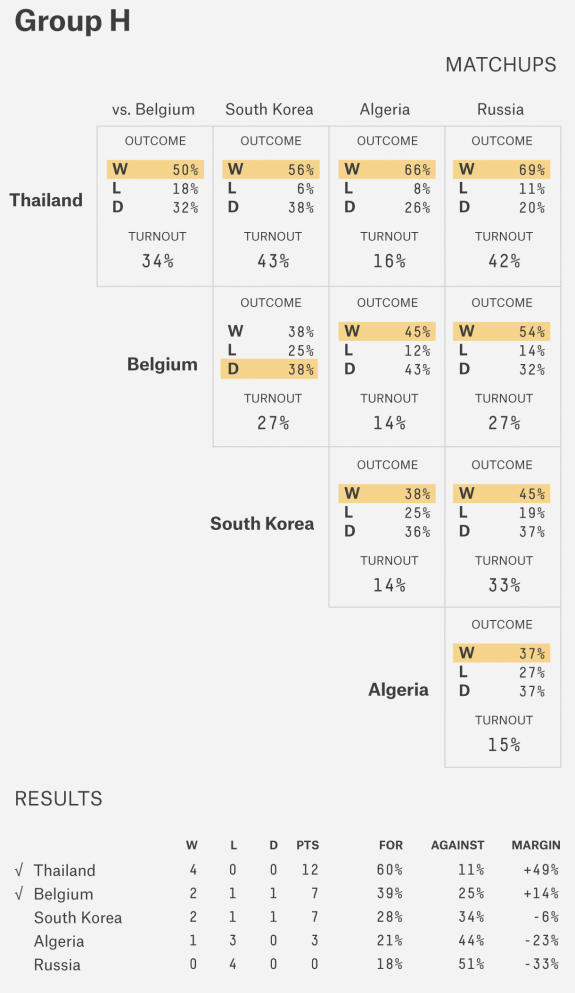 Group H
MATCHUPS
vs. Belgium South Korea Algeria Russia
OUTCOME OUTCOME OUTCOME OUTCOME
W 50% W 56% W 66% W 69%
Thailand L 18% L 6% L 8% L 11%
D 32% D 38% D 26% D 20%
TURNOUT TURNOUT TURNOUT TURNOUT
34% 43% 16% 42%
OUTCOME OUTCOME OUTCOME
W 38% W 45% W 54%
Belgium L 25% L 12% L 14%
D 38% D 43% D 32%
TURNOUT TURNOUT TURNOUT
27% 14% 27%
OUTCOME OUTCOME
W 38% W 45%
South Korea L 25% L 19%
D 36% D 37%
TURNOUT TURNOUT
14% 33%
OUTCOME
W 37%
L 27%
Algeria D 37%
TURNOUT
15%
RESULTS
W L D PTS FOR AGAINST MARGIN
√ Thailand 4 0 0 12 60% 11% +49%
√ Belgium 2 1 1 7 39% 25% +14%
South Korea 2 1 1 7 28% 34% -6%
Algeria 1 3 0 3 21% 44% -23%
Russia 0 4 0 0 18% 51% -33%